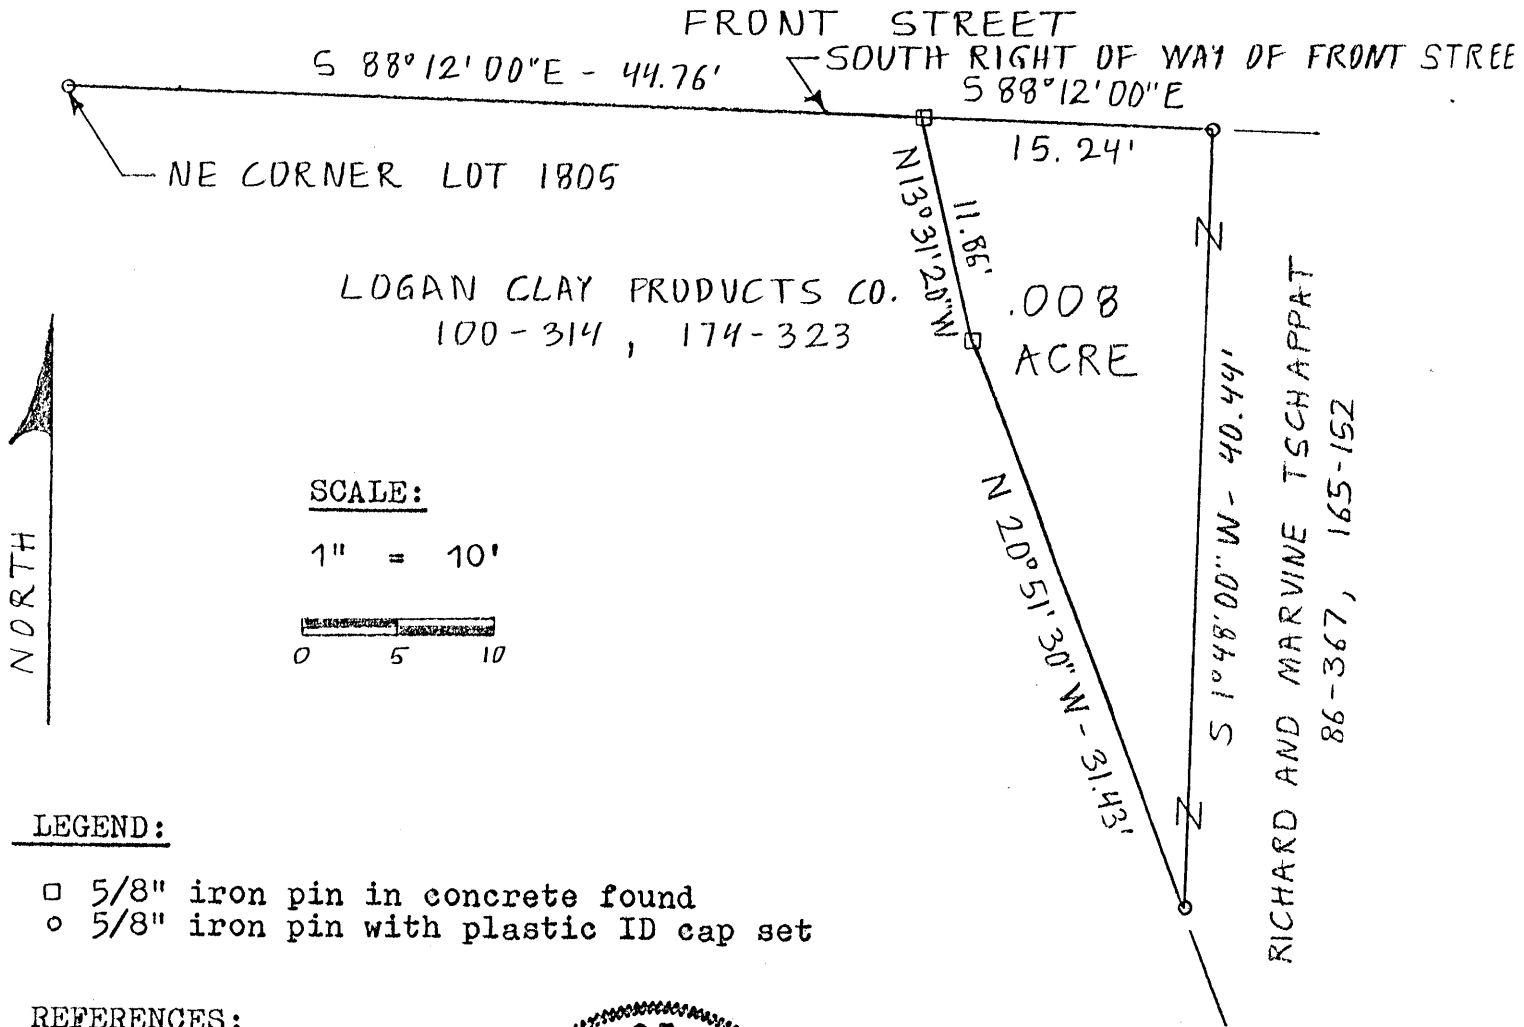 FRONT STREET
SOUTH RIGHT OF WAY OF FRONT STREE
S 88°12'00"E - 44.76'
S 88°12'00"E
15.24'
NE CORNER LOT 1805
N13°31'20"W
11.86'
LOGAN CLAY PRODUCTS CO.
100-314, 174-323
.008
ACRE
NORTH
SCALE:
1" = 10'
0 5 10
N 20°51'30"W - 31.43'
S 1°48'00"W - 40.44'
RICHARD AND MARVINE TSCHAPPAT
86-367, 165-152
LEGEND:
□ 5/8" iron pin in concrete found
○ 5/8" iron pin with plastic ID cap set
REFERENCES: